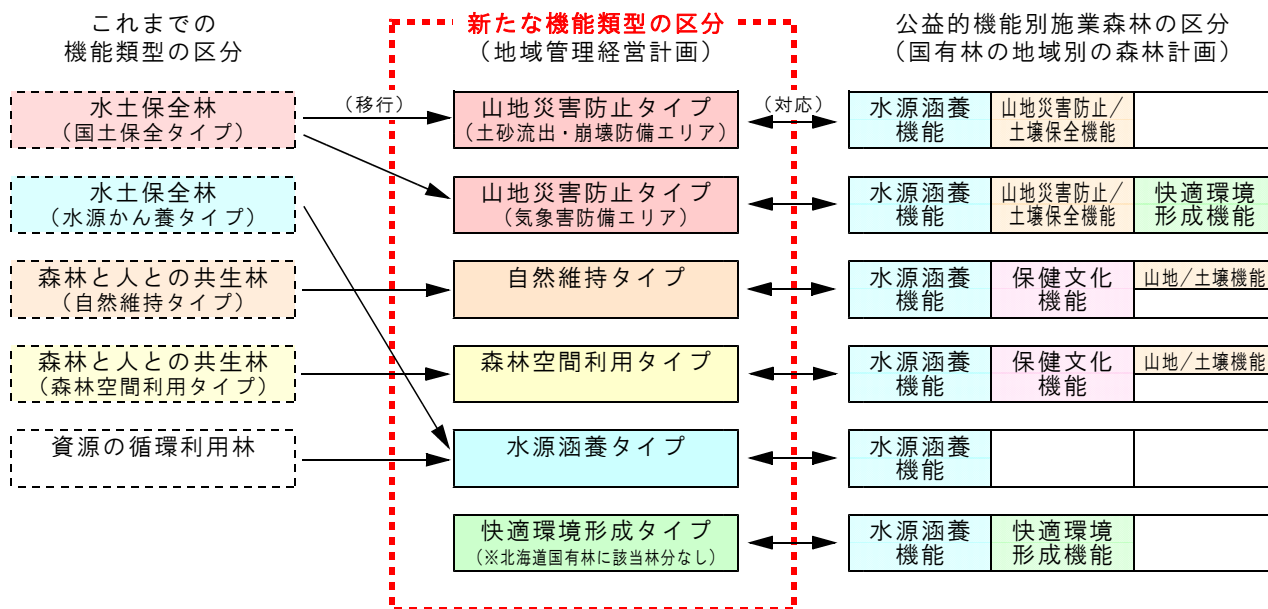 これまでの
機能類型の区分
新たな機能類型の区分
（地域管理経営計画）
公益的機能別施業森林の区分
（国有林の地域別の森林計画）
水土保全林
（国土保全タイプ）
（移行）
山地災害防止タイプ
（土砂流出・崩壊防備エリア）
（対応）
水源涵養
機能
山地災害防止/
土壌保全機能
水土保全林
（水源かん養タイプ）
山地災害防止タイプ
（気象害防備エリア）
水源涵養
機能
山地災害防止/
土壌保全機能
快適環境
形成機能
森林と人との共生林
（自然維持タイプ）
自然維持タイプ
水源涵養
機能
保健文化
機能
山地/土壌機能
森林と人との共生林
（森林空間利用タイプ）
森林空間利用タイプ
水源涵養
機能
保健文化
機能
山地/土壌機能
資源の循環利用林
水源涵養タイプ
水源涵養
機能
快適環境形成タイプ
（※北海道国有林に該当林分なし）
水源涵養
機能
快適環境
形成機能